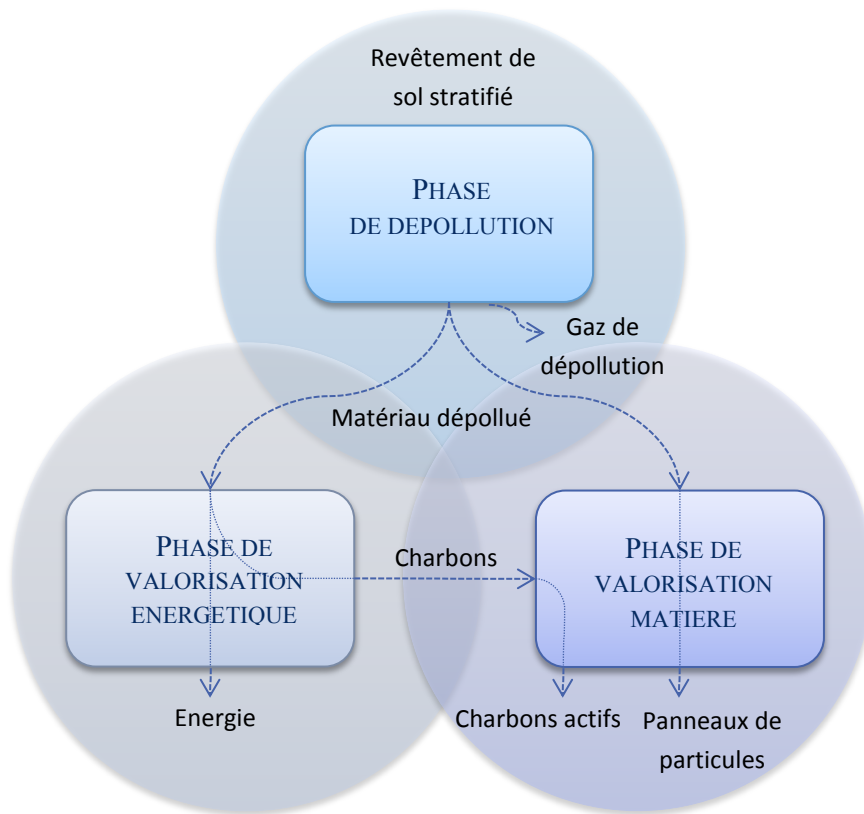 Revêtement de
sol stratifié
PHASE
DE DEPOLLUTION
Gaz de
dépollution
Matériau dépollué
PHASE DE
VALORISATION
ENERGETIQUE
Charbons
PHASE DE
VALORISATION
MATIERE
Energie
Charbons actifs
Panneaux de
particules